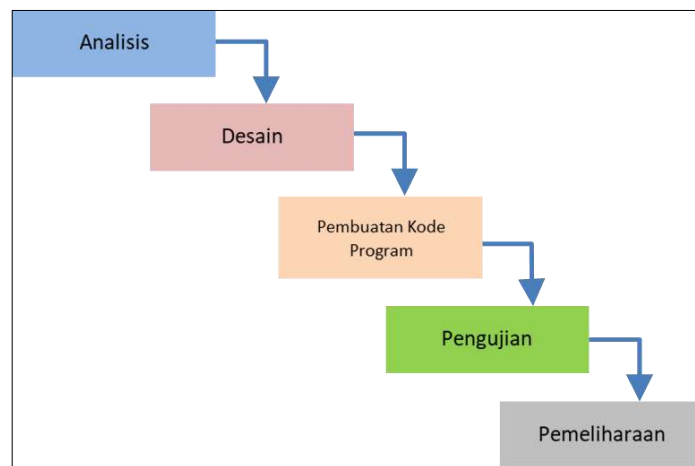 Analisis
Desain
Pembuatan Kode
Program
Pengujian
Pemeliharaan